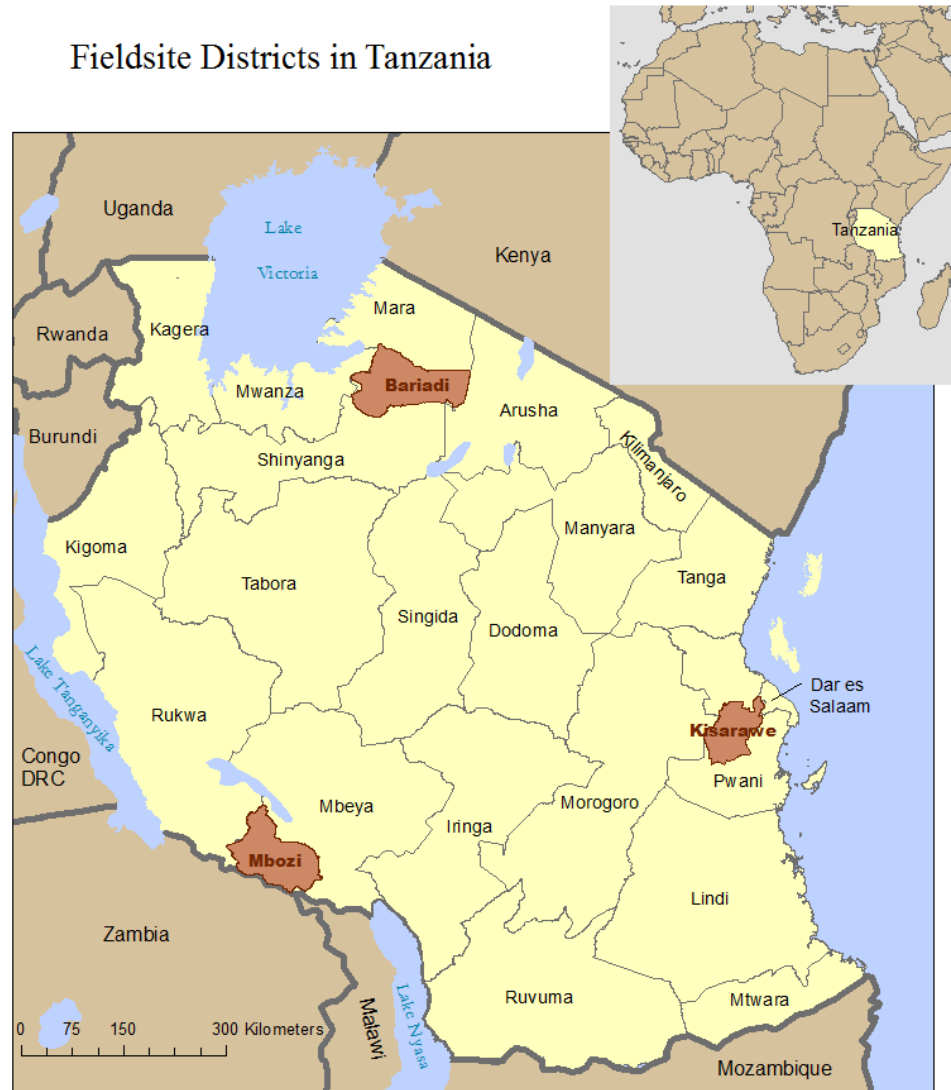 Fieldsite Districts in Tanzania
Tanzania
Uganda
Lake
Victoria
Kenya
Rwanda
Kagera
Mara
Burundi
Mwanza
Bariadi
Arusha
Shinyanga
Kilimanjaro
Kigoma
Tabora
Singida
Manyara
Dodoma
Tanga
Lake Tanganyika
Rukwa
Dar es
Salaam
Kisarawe
Congo
DRC
Mbeya
Iringa
Morogoro
Pwani
Mbozi
Lindi
Zambia
Ruvuma
Mtwara
Malawi
Lake Nyasa
Mozambique
0 75 150 300 Kilometers